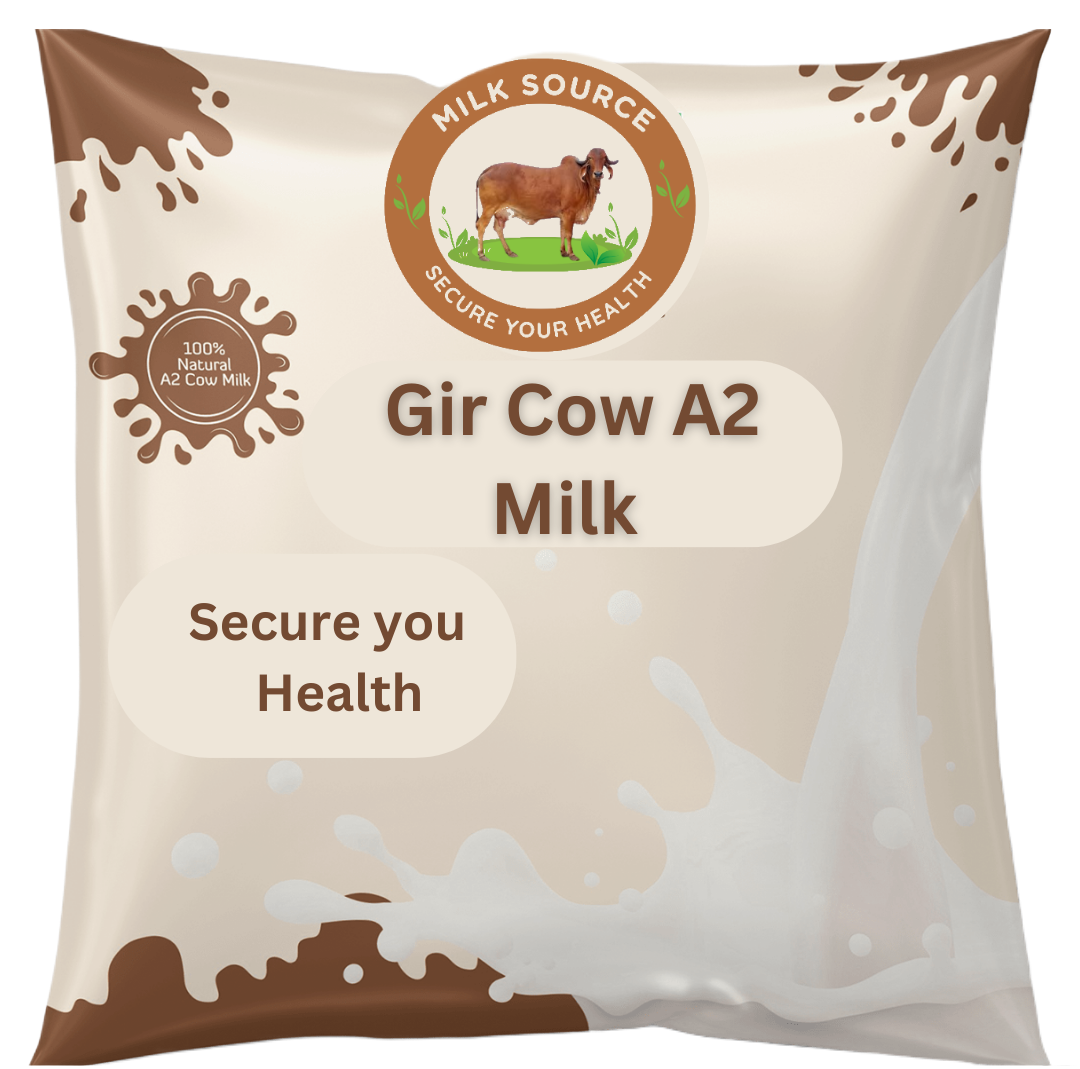 MILK SOURCE
SECURE YOUR HEALTH
100%
Natural
A2 Cow Milk
Gir Cow A2
Milk
Secure you
Health